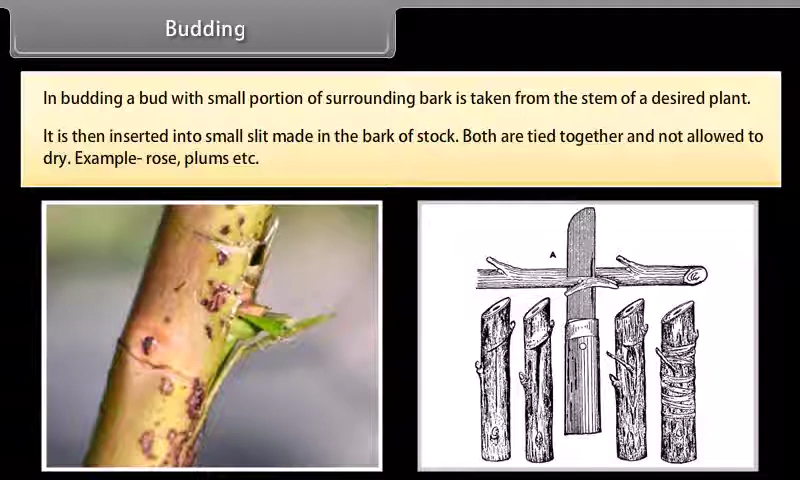 Budding
In budding a bud with small portion of surrounding bark is taken from the stem of a desired plant.
It is then inserted into small slit made in the bark of stock. Both are tied together and not allowed to
dry. Example- rose, plums etc.
A